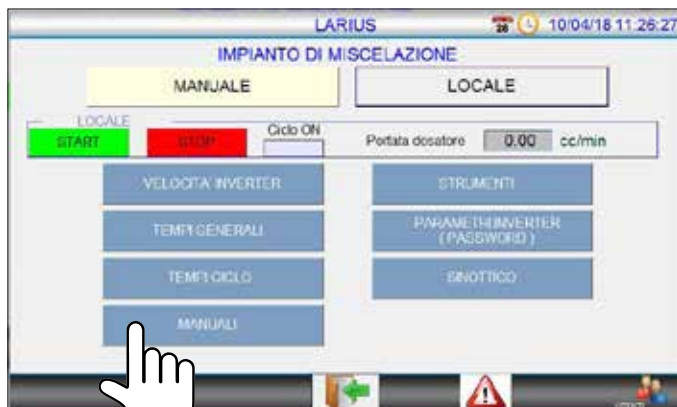 LARIUS
28
10/04/18 11:26:27
IMPIANTO DI MISCELAZIONE
MANUALE
LOCALE
LOCALE
START
STOP
Ciclo ON
Portata dosatore
0.00
cc/min
VELOCITA' INVERTER
STRUMENTI
TEMPI GENERALI
PARAMETRI INVERTER
( PASSWORD )
TEMPI CICLO
SINOTTICO
MANUALI